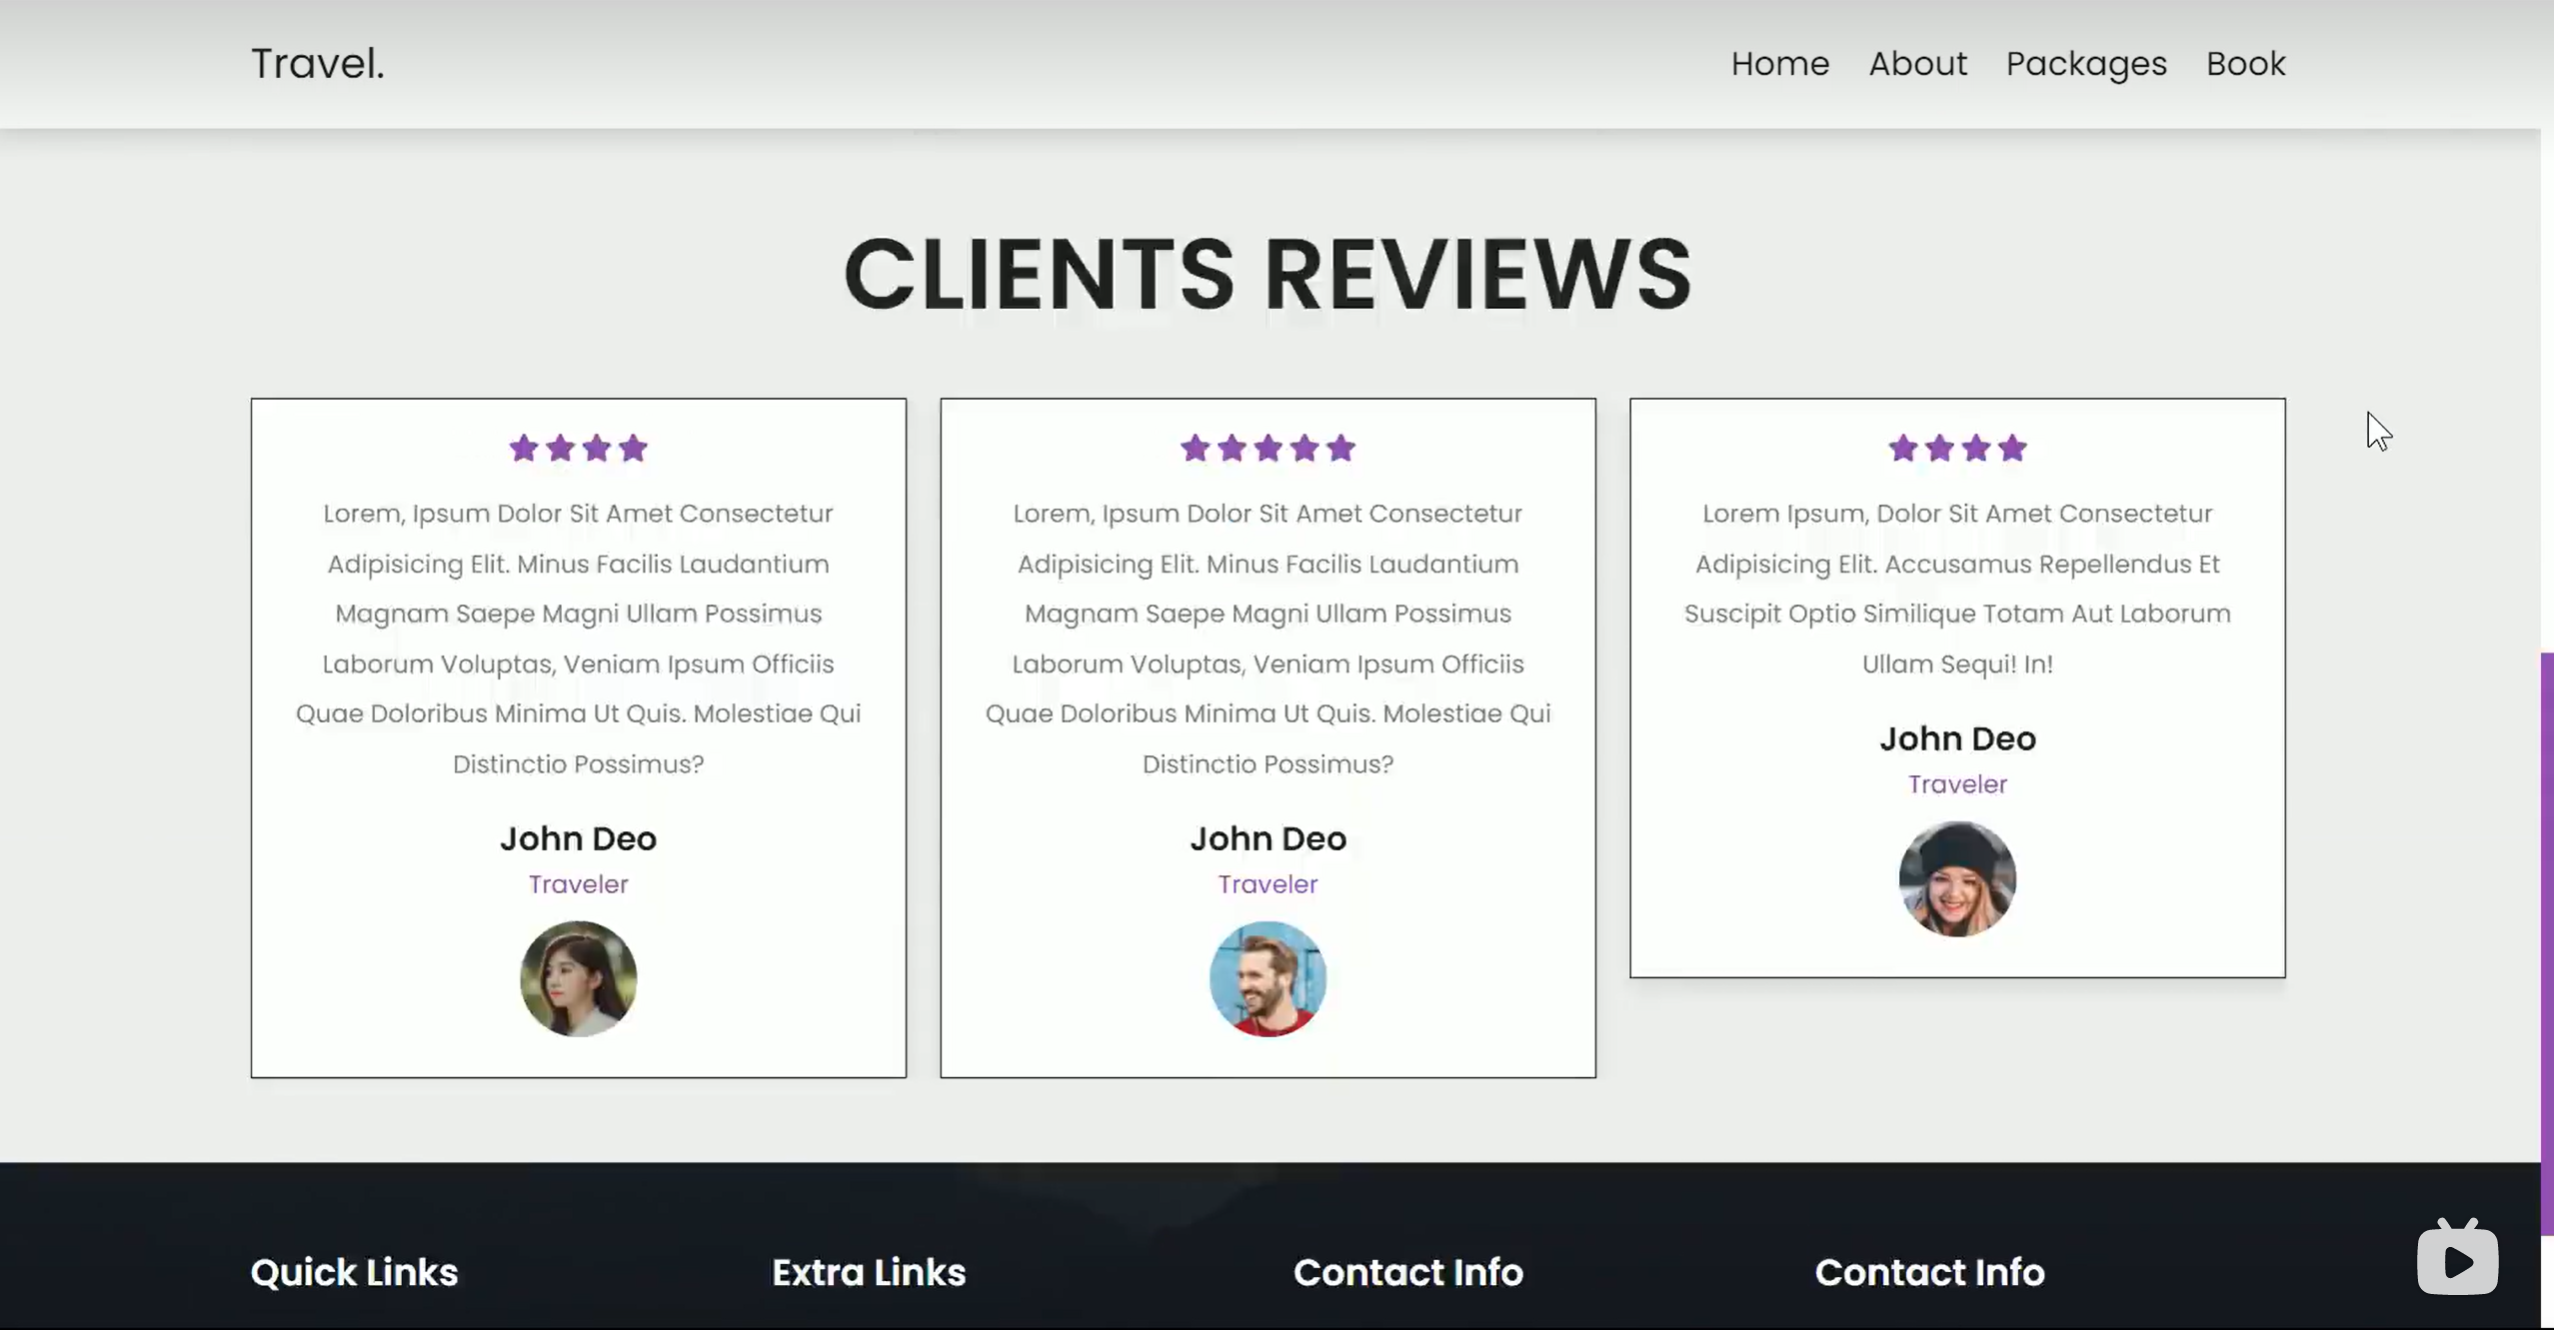 Travel.
Home About Packages Book
CLIENTS REVIEWS
Lorem, Ipsum Dolor Sit Amet Consectetur
Adipisicing Elit. Minus Facilis Laudantium
Magnam Saepe Magni Ullam Possimus
Laborum Voluptas, Veniam Ipsum Officiis
Quae Doloribus Minima Ut Quis. Molestiae Qui
Distinctio Possimus?
John Deo
Traveler
Lorem, Ipsum Dolor Sit Amet Consectetur
Adipisicing Elit. Minus Facilis Laudantium
Magnam Saepe Magni Ullam Possimus
Laborum Voluptas, Veniam Ipsum Officiis
Quae Doloribus Minima Ut Quis. Molestiae Qui
Distinctio Possimus?
John Deo
Traveler
Lorem Ipsum, Dolor Sit Amet Consectetur
Adipisicing Elit. Accusamus Repellendus Et
Suscipit Optio Similique Totam Aut Laborum
Ullam Sequi! In!
John Deo
Traveler
Quick Links
Extra Links
Contact Info
Contact Info